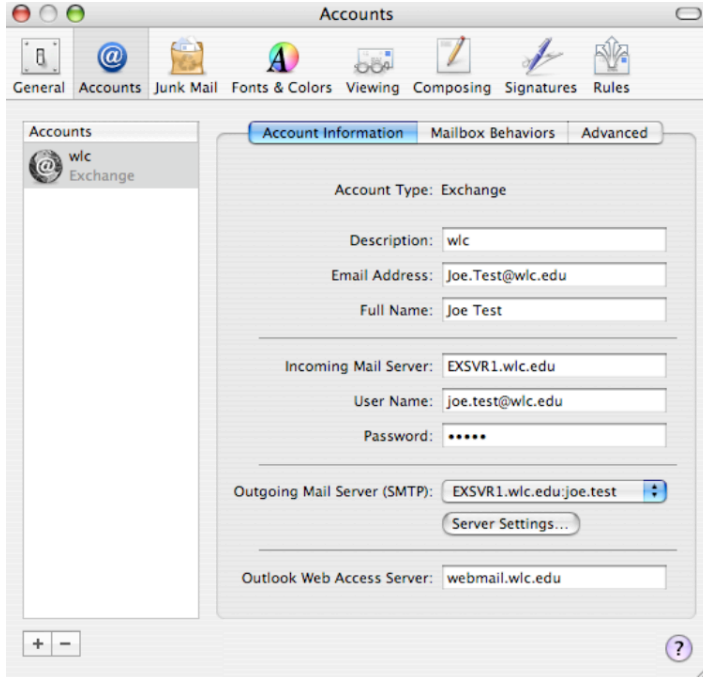 Accounts
General Accounts Junk Mail Fonts & Colors Viewing Composing Signatures Rules
Accounts
wlc
Exchange
Account Information Mailbox Behaviors Advanced
Account Type: Exchange
Description: wlc
Email Address: Joe.Test@wlc.edu
Full Name: Joe Test
Incoming Mail Server: EXSVR1.wlc.edu
User Name: joe.test@wlc.edu
Password: •••••
Outgoing Mail Server (SMTP): EXSVR1.wlc.edu:joe.test
Server Settings...
Outlook Web Access Server: webmail.wlc.edu
+ − ?